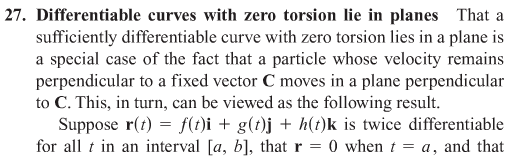 27. Differentiable curves with zero torsion lie in planes That a
sufficiently differentiable curve with zero torsion lies in a plane is
a special case of the fact that a particle whose velocity remains
perpendicular to a fixed vector C moves in a plane perpendicular
to C. This, in turn, can be viewed as the following result.
Suppose r(t) = f(t)i + g(t)j + h(t)k is twice differentiable
for all t in an interval [a, b], that r = 0 when t = a, and that